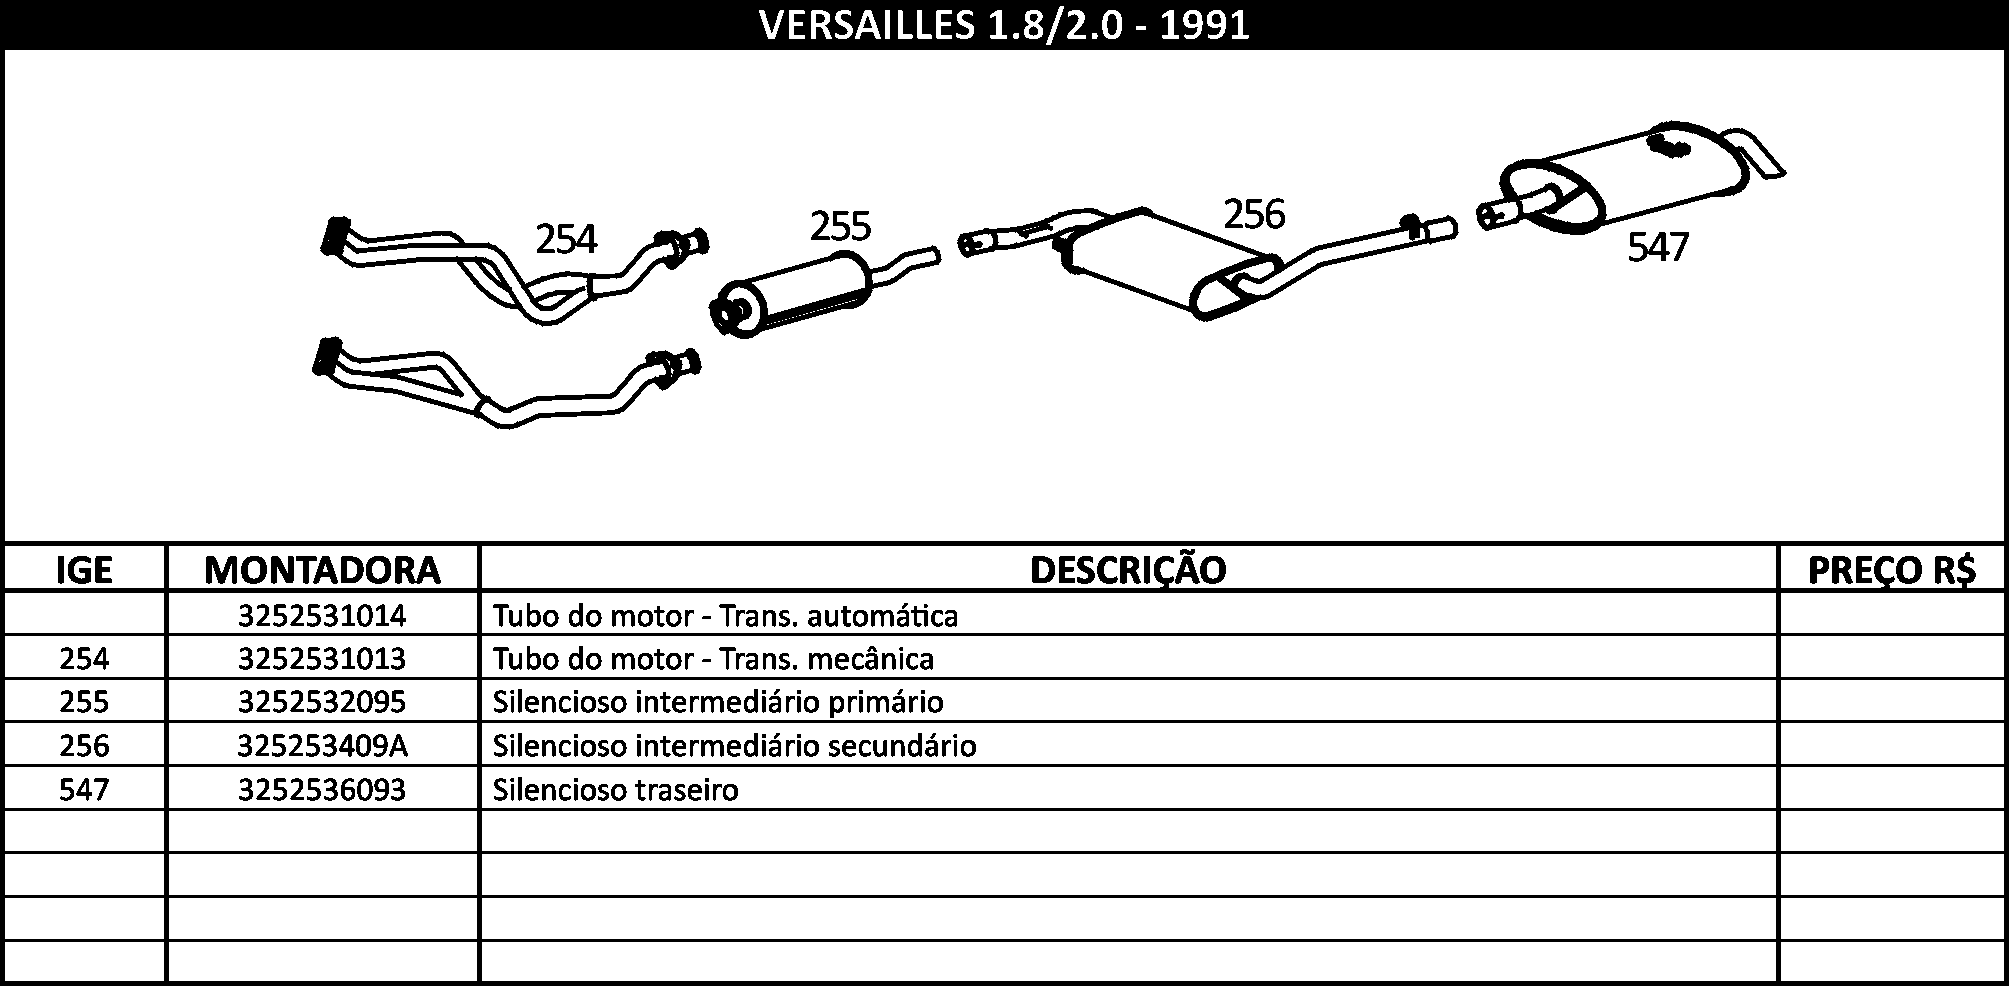 VERSAILLES 1.8/2.0 - 1991
254
255
256
547
IGE MONTADORA DESCRIÇÃO PREÇO R$
3252531014 Tubo do motor - Trans. automática
254 3252531013 Tubo do motor - Trans. mecânica
255 3252532095 Silencioso intermediário primário
256 325253409A Silencioso intermediário secundário
547 3252536093 Silencioso traseiro